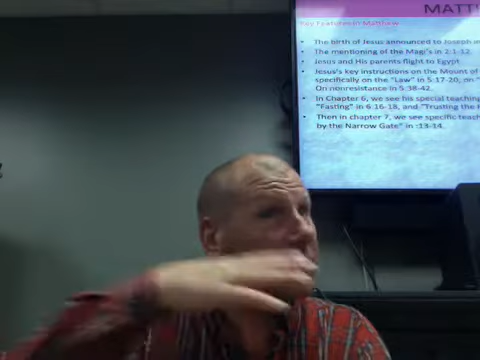 MATT
Key Features in Matthew
• The birth of Jesus announced to Joseph
• The mentioning of the Magi's in 2:1-12.
• Jesus and His parents flight to Egypt
• Jesus's key instructions on the Mount of
specifically on the "Law" in 5:17-20,
On nonresistance in 5:38-42.
• In Chapter 6, we see his special teaching
"Fasting" in 6:16-18, and "Trusting the
• Then in chapter 7, we see specific
by the Narrow Gate" in :13-14.